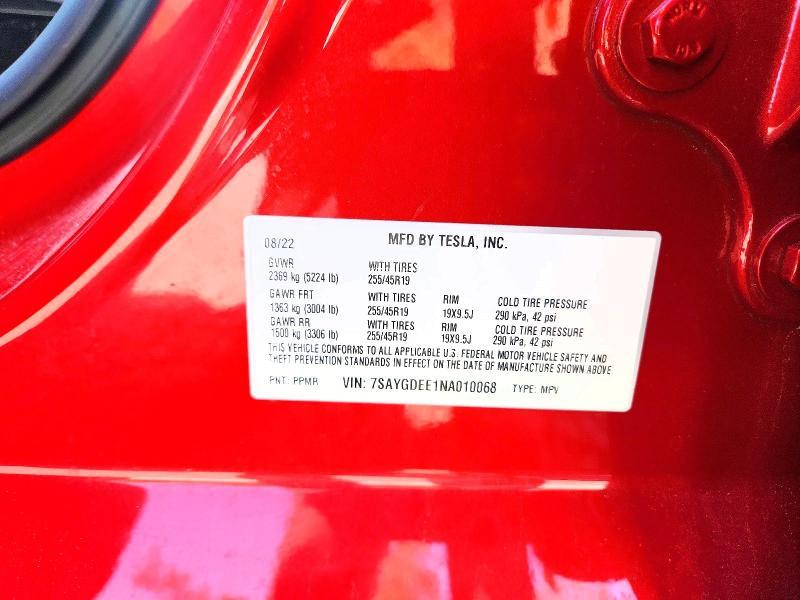 08/22 MFD BY TESLA, INC.
GVWR WITH TIRES
2369 kg (5224 lb) 255/45R19
GAWR FRT WITH TIRES RIM COLD TIRE PRESSURE
1363 kg (3004 lb) 255/45R19 19X9.5J 290 kPa, 42 psi
GAWR RR WITH TIRES RIM COLD TIRE PRESSURE
1500 kg (3306 lb) 255/45R19 19X9.5J 290 kPa, 42 psi
THIS VEHICLE CONFORMS TO ALL APPLICABLE U.S. FEDERAL MOTOR VEHICLE SAFETY AND
THEFT PREVENTION STANDARDS IN EFFECT ON THE DATE OF MANUFACTURE SHOWN ABOVE
PNT: PPMR VIN: 7SAYGDEE1NA010068 TYPE: MPV